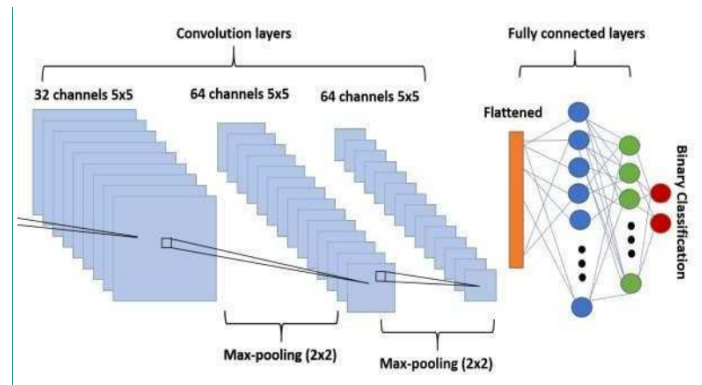 Convolution layers
Fully connected layers
32 channels 5x5
64 channels 5x5
64 channels 5x5
Flattened
Binary Classification
Max-pooling (2x2)
Max-pooling (2x2)